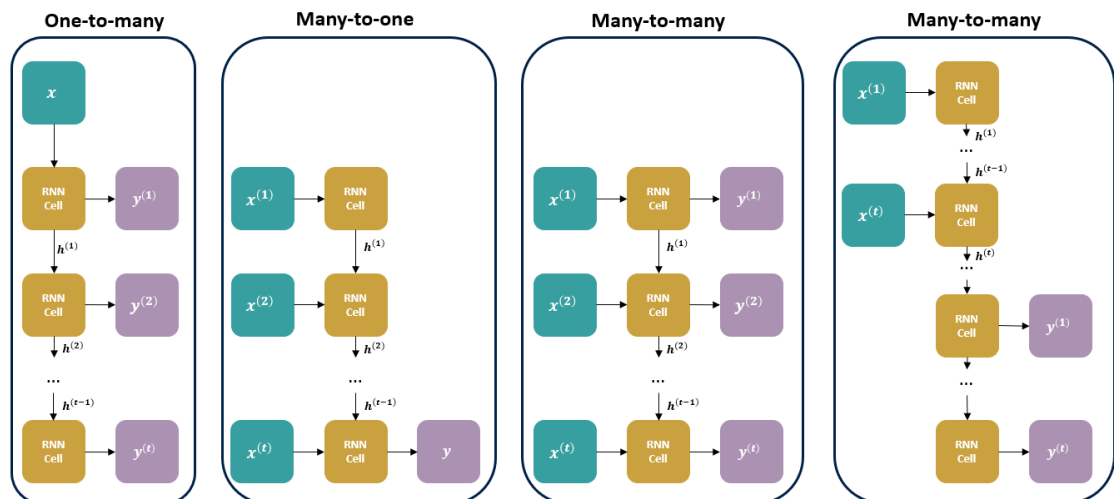 One-to-many
x
RNN
Cell
y^(1)
h^(1)
RNN
Cell
y^(2)
h^(2)
...
h^(t−1)
RNN
Cell
y^(t)
Many-to-one
x^(1)
RNN
Cell
h^(1)
x^(2)
RNN
Cell
h^(2)
...
h^(t−1)
x^(t)
RNN
Cell
y
Many-to-many
x^(1)
RNN
Cell
y^(1)
h^(1)
x^(2)
RNN
Cell
y^(2)
h^(2)
...
h^(t−1)
x^(t)
RNN
Cell
y^(t)
Many-to-many
x^(1)
RNN
Cell
h^(1)
...
h^(t−1)
x^(t)
RNN
Cell
h^(t)
...
RNN
Cell
y^(1)
...
RNN
Cell
y^(t)